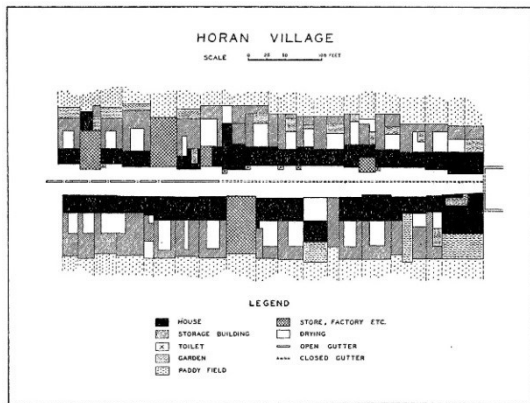 HORAN VILLAGE
SCALE 0 25 50 100 FEET
LEGEND
HOUSE
STORAGE BUILDING
TOILET
GARDEN
PADDY FIELD
STORE, FACTORY ETC.
DRYING
OPEN GUTTER
CLOSED GUTTER